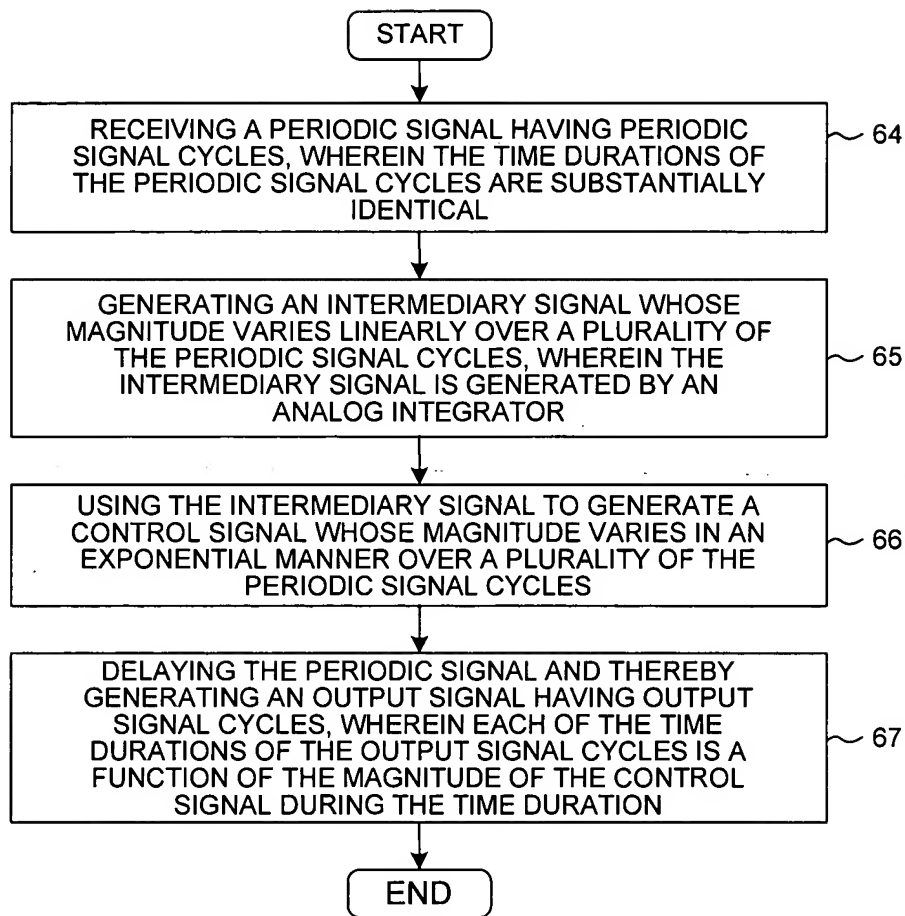 START
RECEIVING A PERIODIC SIGNAL HAVING PERIODIC
SIGNAL CYCLES, WHEREIN THE TIME DURATIONS OF
THE PERIODIC SIGNAL CYCLES ARE SUBSTANTIALLY
IDENTICAL
64
GENERATING AN INTERMEDIARY SIGNAL WHOSE
MAGNITUDE VARIES LINEARLY OVER A PLURALITY OF
THE PERIODIC SIGNAL CYCLES, WHEREIN THE
INTERMEDIARY SIGNAL IS GENERATED BY AN
ANALOG INTEGRATOR
65
USING THE INTERMEDIARY SIGNAL TO GENERATE A
CONTROL SIGNAL WHOSE MAGNITUDE VARIES IN AN
EXPONENTIAL MANNER OVER A PLURALITY OF THE
PERIODIC SIGNAL CYCLES
66
DELAYING THE PERIODIC SIGNAL AND THEREBY
GENERATING AN OUTPUT SIGNAL HAVING OUTPUT
SIGNAL CYCLES, WHEREIN EACH OF THE TIME
DURATIONS OF THE OUTPUT SIGNAL CYCLES IS A
FUNCTION OF THE MAGNITUDE OF THE CONTROL
SIGNAL DURING THE TIME DURATION
67
END